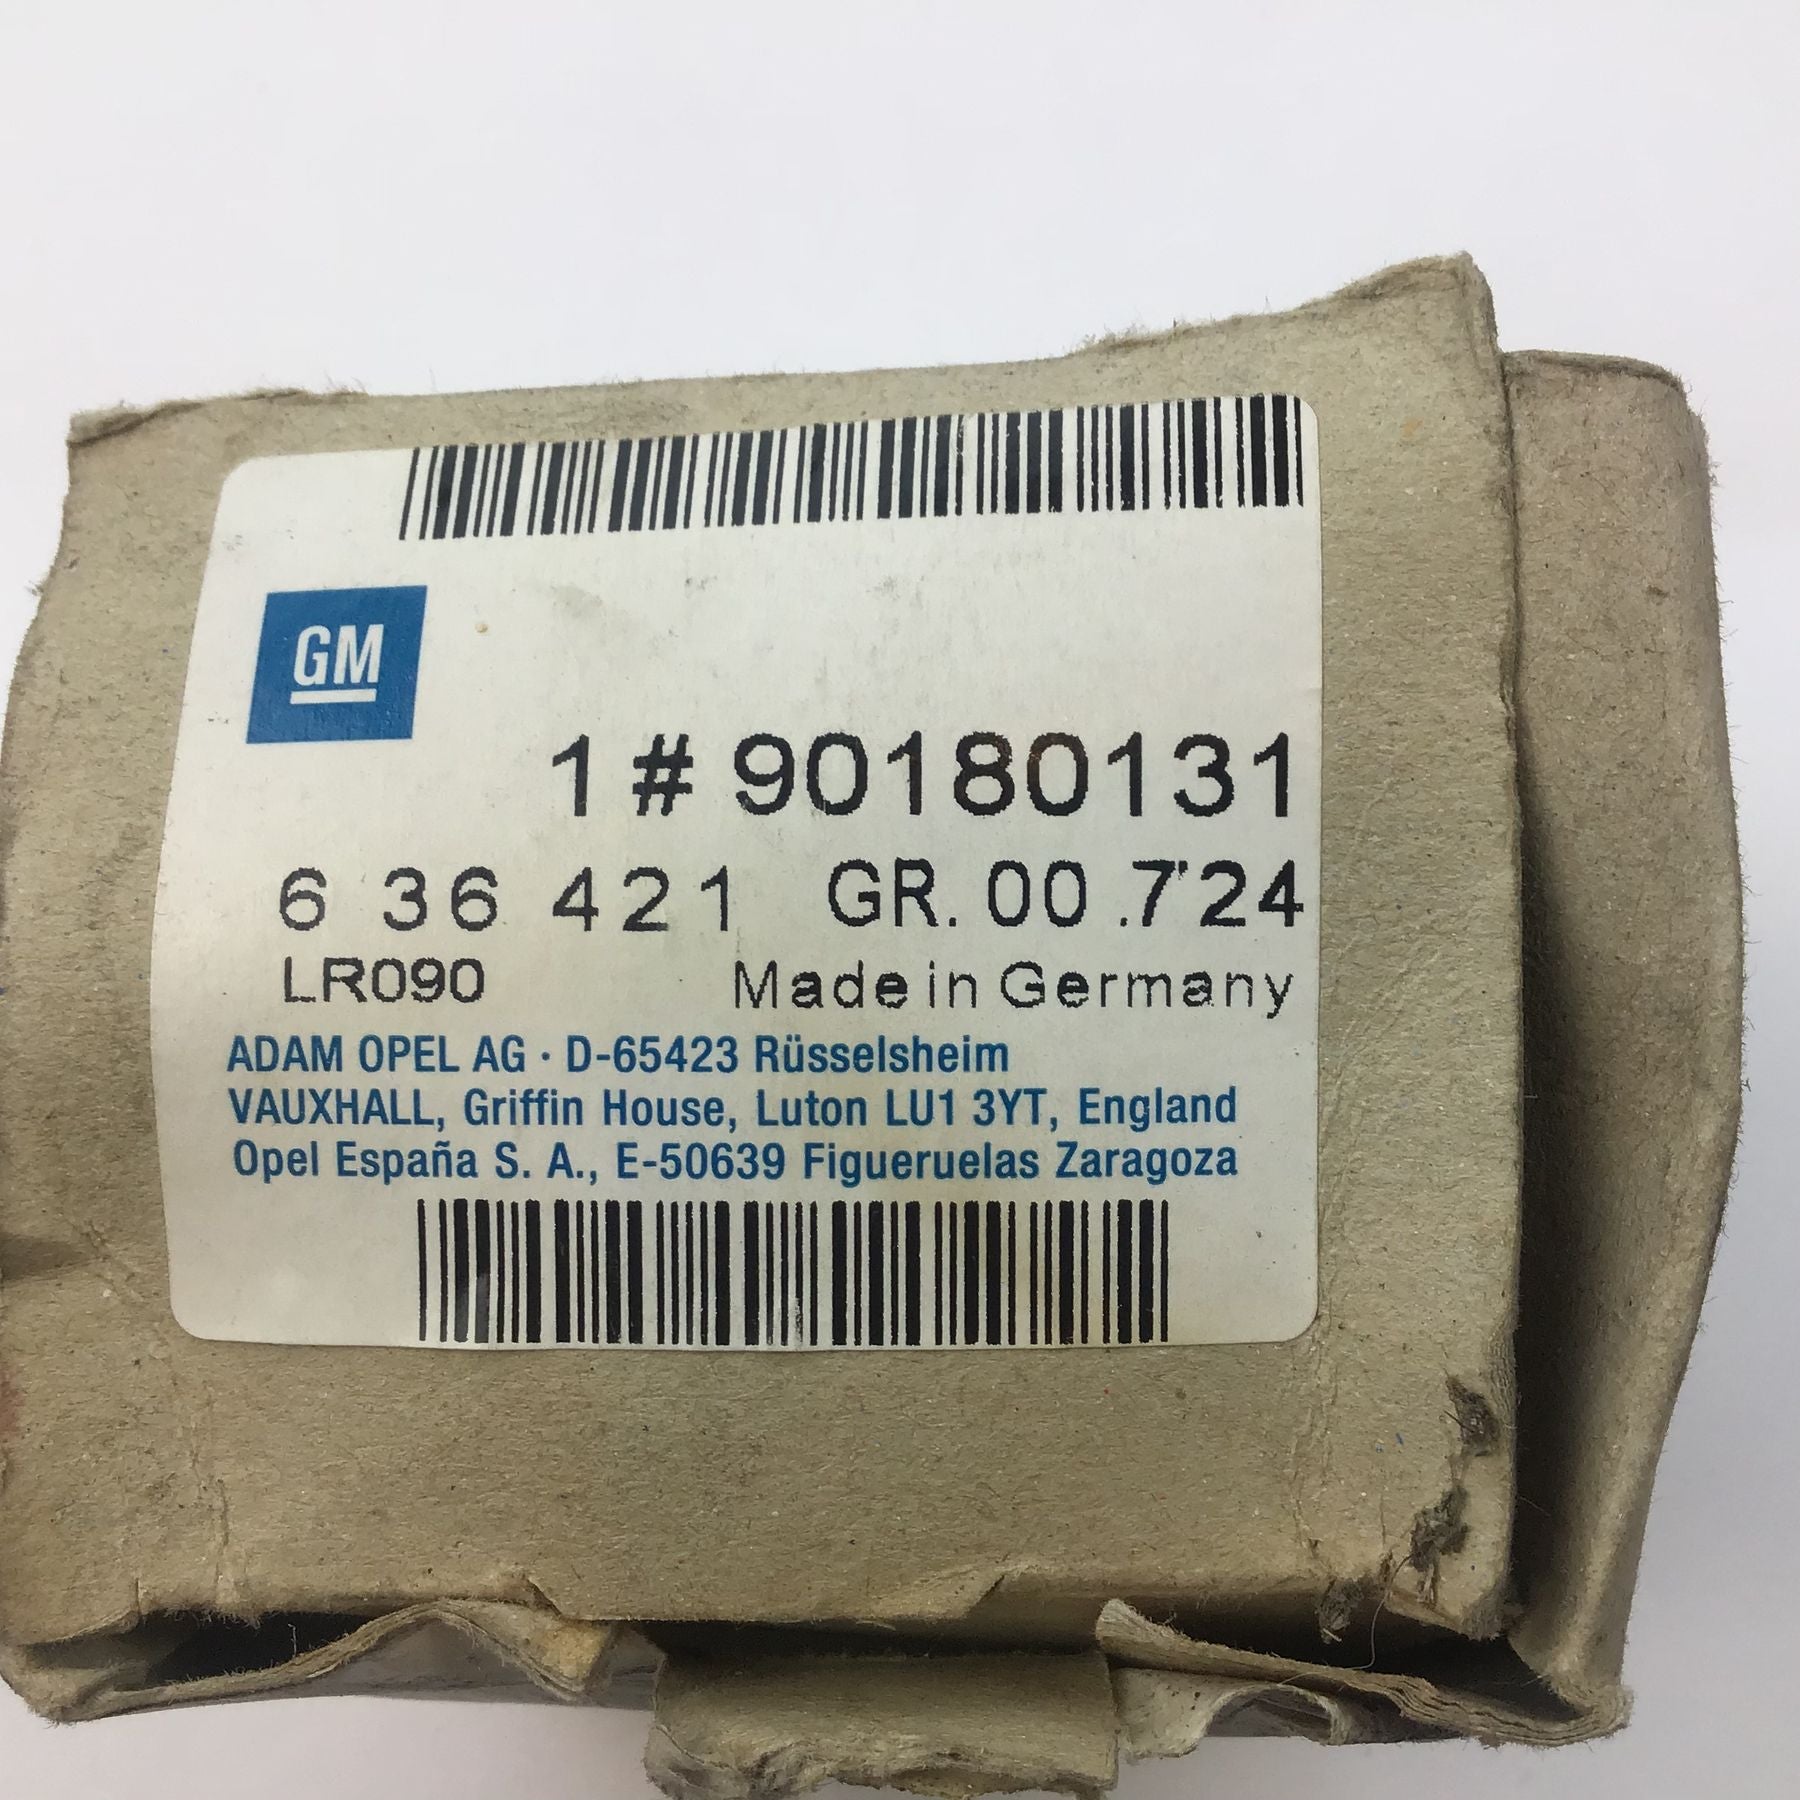 GM
1 # 90180131
6 36 421 GR. 00 .7'24
LR090 Made in Germany
ADAM OPEL AG · D-65423 Rüsselsheim
VAUXHALL, Griffin House, Luton LU1 3YT, England
Opel España S. A., E-50639 Figueruelas Zaragoza